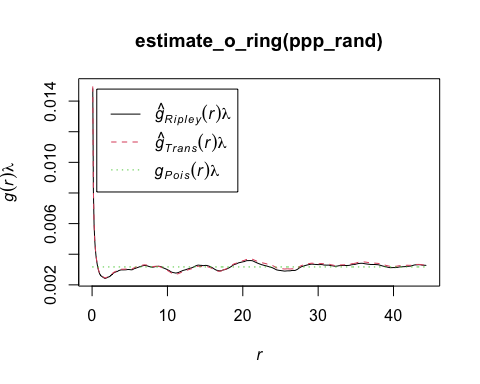 estimate_o_ring(ppp_rand)
g(r)λ
0.002 0.006 0.010 0.014
ĝRipley(r)λ
ĝTrans(r)λ
gPois(r)λ
0 10 20 30 40
r